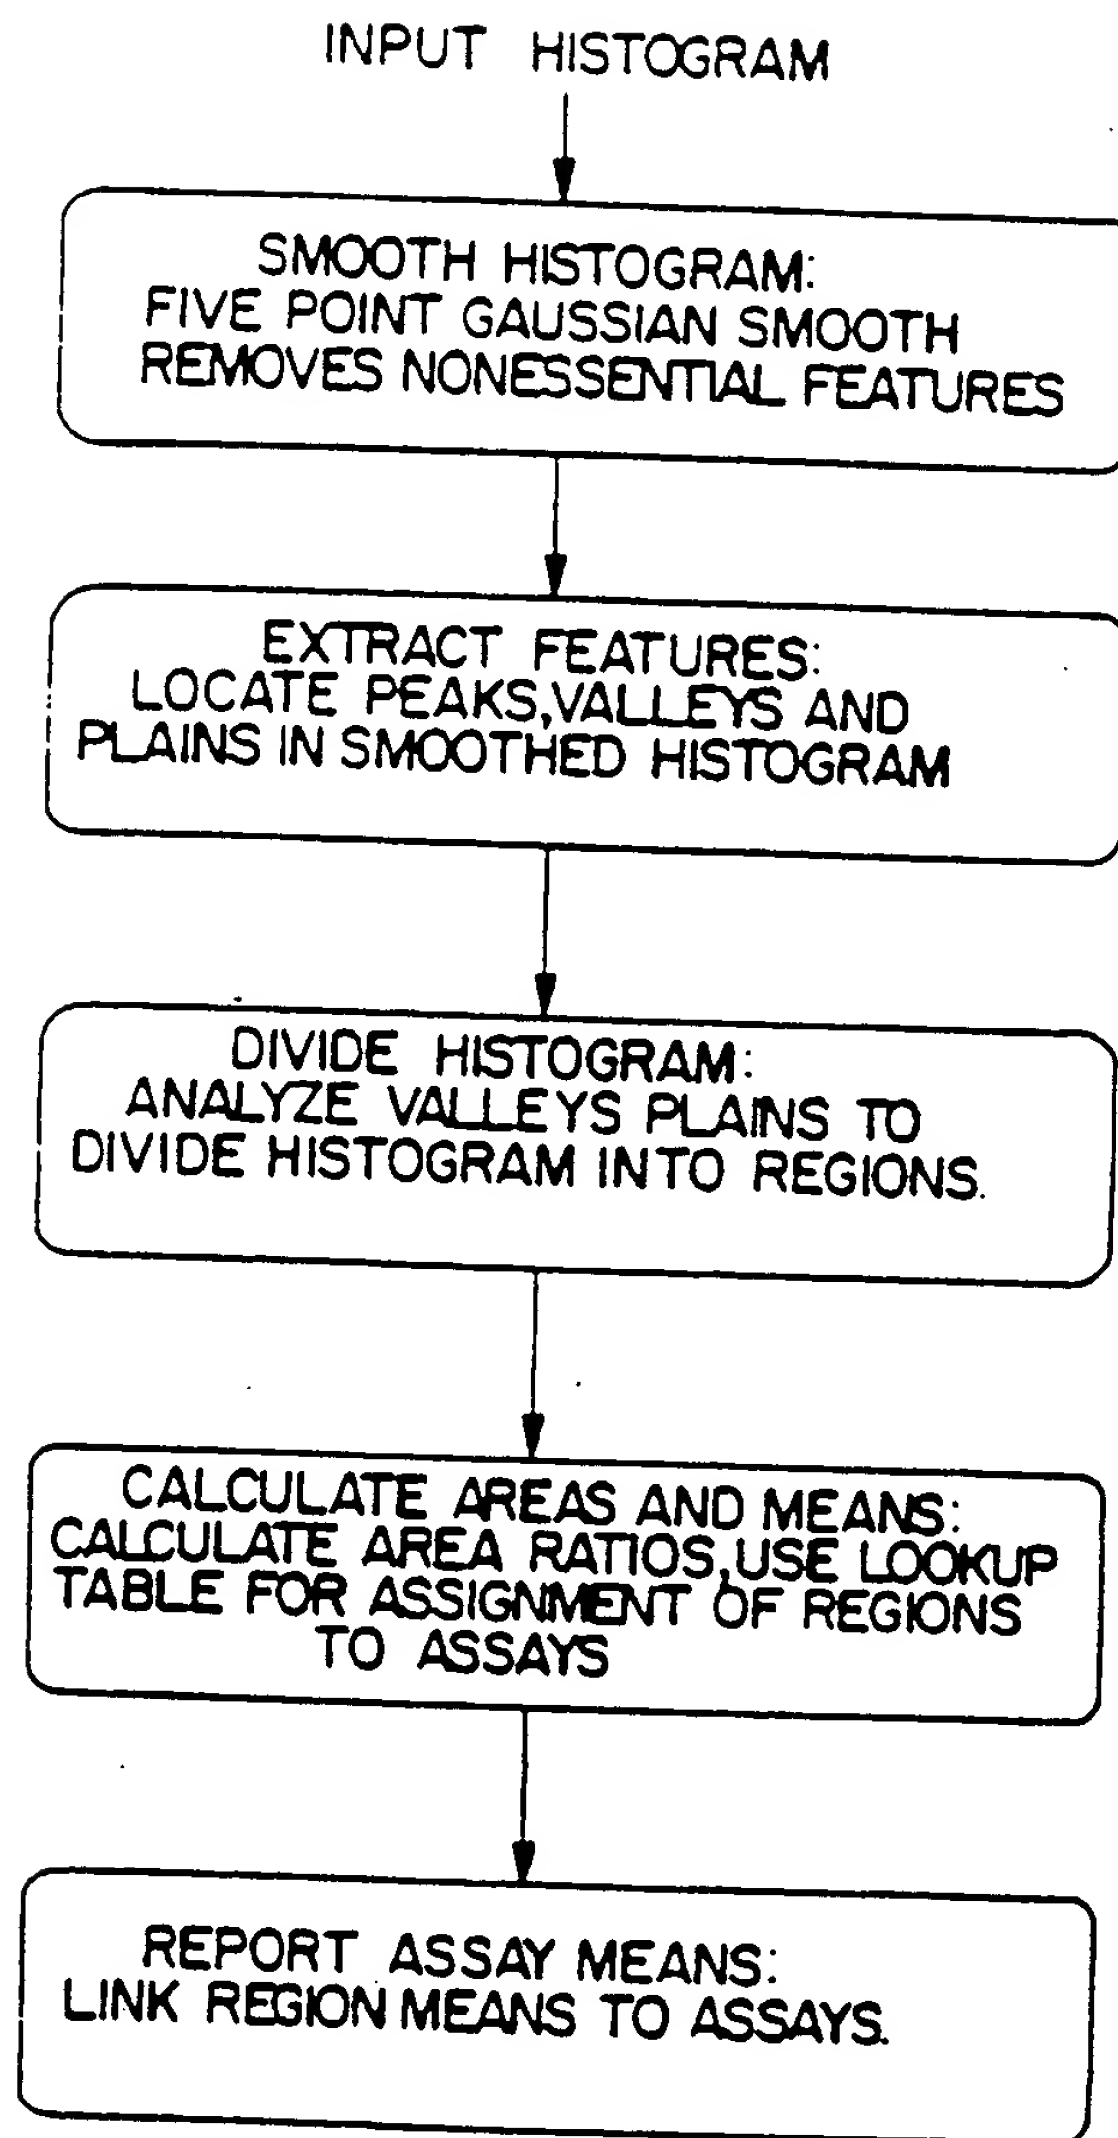 INPUT HISTOGRAM
SMOOTH HISTOGRAM:
FIVE POINT GAUSSIAN SMOOTH
REMOVES NONESSENTIAL FEATURES
EXTRACT FEATURES:
LOCATE PEAKS,VALLEYS AND
PLAINS IN SMOOTHED HISTOGRAM
DIVIDE HISTOGRAM:
ANALYZE VALLEYS PLAINS TO
DIVIDE HISTOGRAM INTO REGIONS.
CALCULATE AREAS AND MEANS:
CALCULATE AREA RATIOS,USE LOOKUP
TABLE FOR ASSIGNMENT OF REGIONS
TO ASSAYS
REPORT ASSAY MEANS:
LINK REGION MEANS TO ASSAYS.